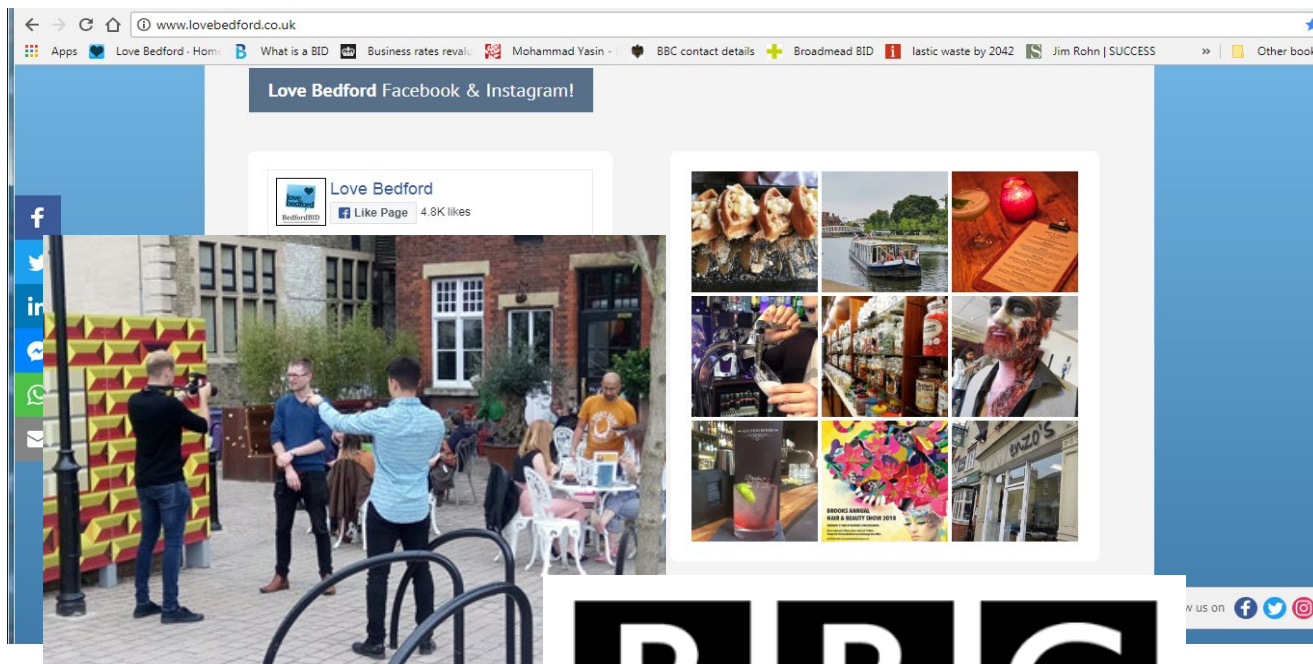 www.lovebedford.co.uk
Apps Love Bedford - Home What is a BID Business rates revalu Mohammad Yasin - BBC contact details Broadmead BID lastic waste by 2042 Jim Rohn | SUCCESS » Other book
Love Bedford Facebook & Instagram!
love
bedford
BedfordBID
Love Bedford
Like Page 4.8K likes
enzo's
BROOKS ANNUAL
HAIR & BEAUTY SHOW 2018
w us on
BBC